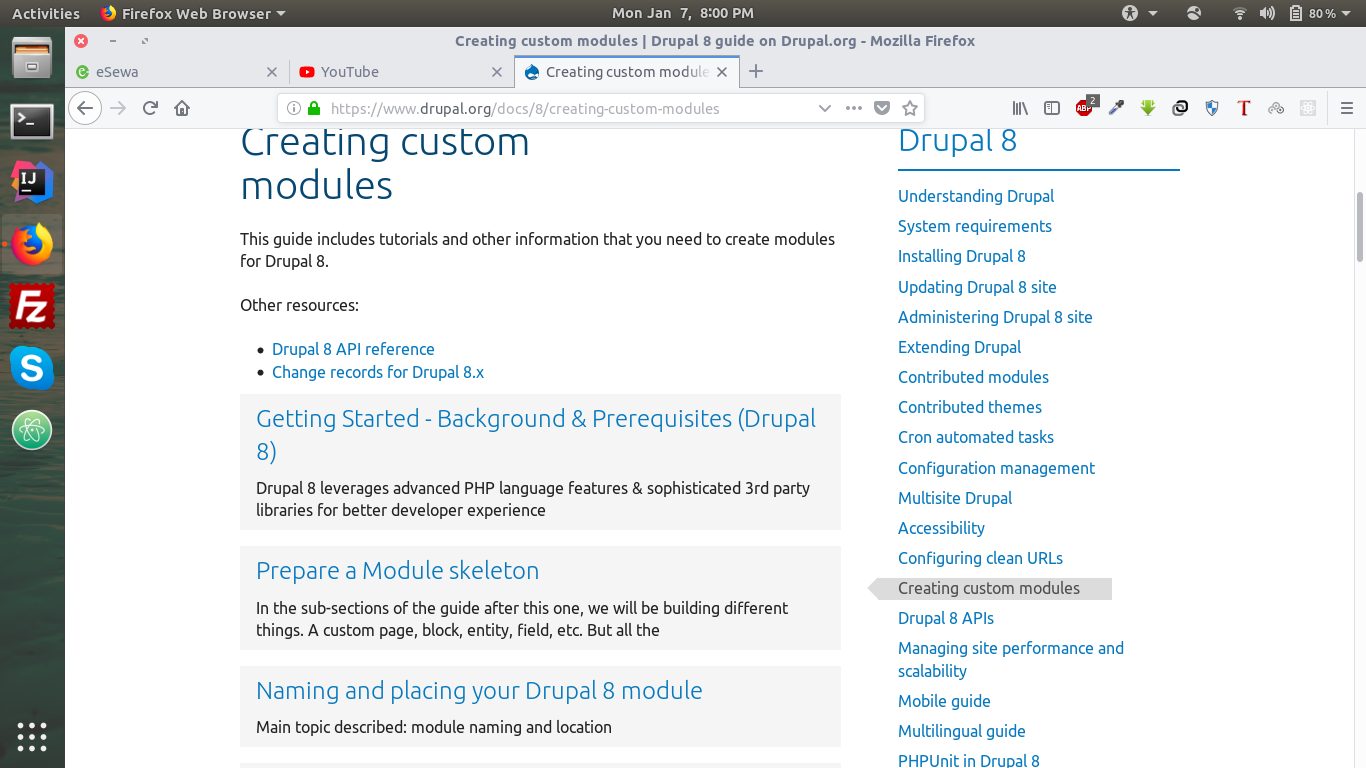 Activities
Firefox Web Browser
Mon Jan 7, 8:00 PM
80 %
Creating custom modules | Drupal 8 guide on Drupal.org - Mozilla Firefox
eSewa
YouTube
Creating custom module
https://www.drupal.org/docs/8/creating-custom-modules
ABP
2
T
>_
IJ
Fz
S
Creating custom
modules
This guide includes tutorials and other information that you need to create modules
for Drupal 8.
Other resources:
Drupal 8 API reference
Change records for Drupal 8.x
Getting Started - Background & Prerequisites (Drupal
8)
Drupal 8 leverages advanced PHP language features & sophisticated 3rd party
libraries for better developer experience
Prepare a Module skeleton
In the sub-sections of the guide after this one, we will be building different
things. A custom page, block, entity, field, etc. But all the
Naming and placing your Drupal 8 module
Main topic described: module naming and location
Drupal 8
Understanding Drupal
System requirements
Installing Drupal 8
Updating Drupal 8 site
Administering Drupal 8 site
Extending Drupal
Contributed modules
Contributed themes
Cron automated tasks
Configuration management
Multisite Drupal
Accessibility
Configuring clean URLs
Creating custom modules
Drupal 8 APIs
Managing site performance and
scalability
Mobile guide
Multilingual guide
PHPUnit in Drupal 8